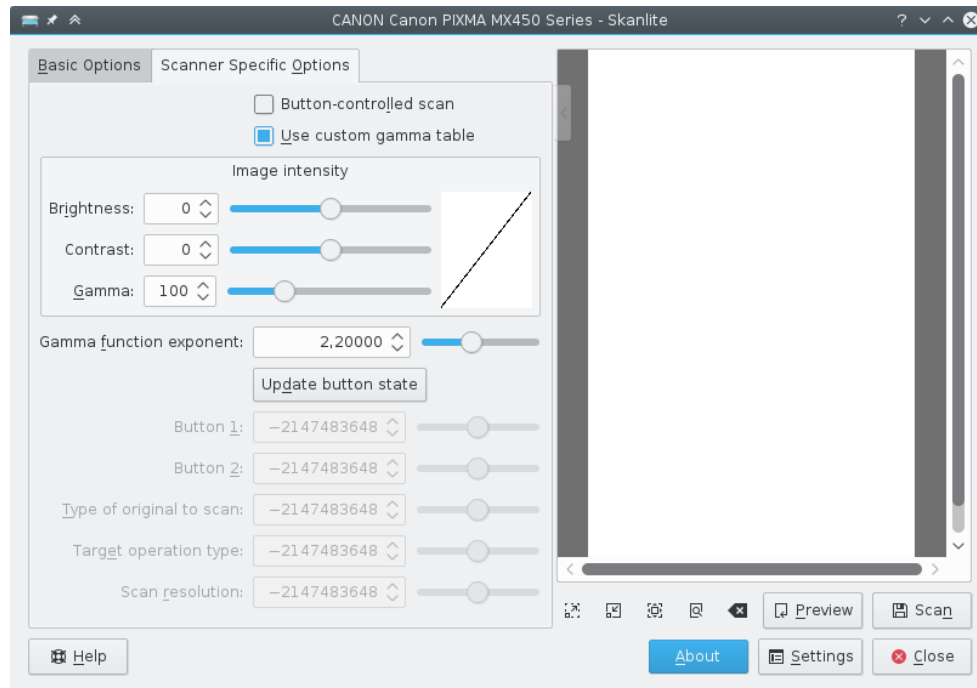 CANON Canon PIXMA MX450 Series - Skanlite
Basic Options
Scanner Specific Options
Button-controlled scan
Use custom gamma table
Image intensity
Brightness: 0
Contrast: 0
Gamma: 100
Gamma function exponent: 2,20000
Update button state
Button 1: −2147483648
Button 2: −2147483648
Type of original to scan: −2147483648
Target operation type: −2147483648
Scan resolution: −2147483648
Preview
Scan
Help
About
Settings
Close